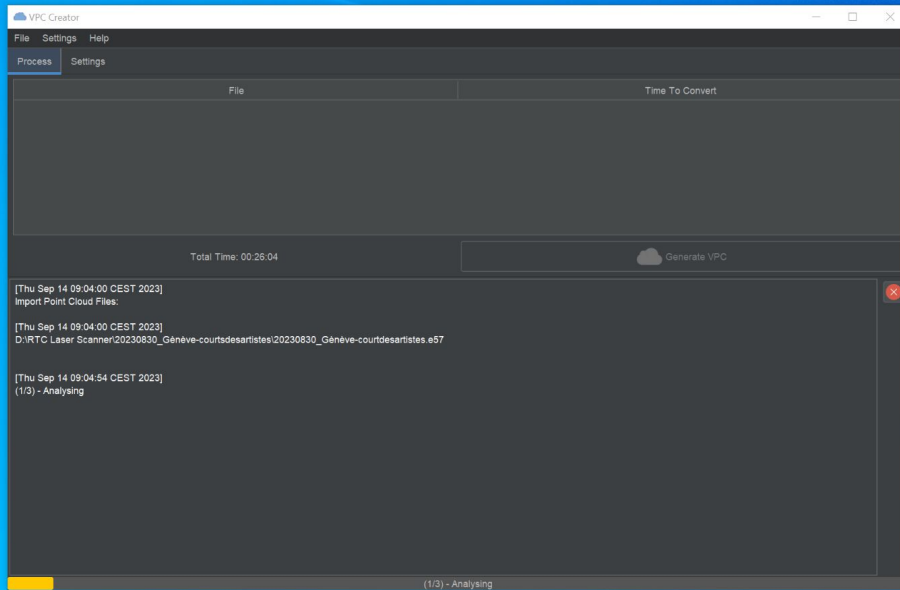 VPC Creator
File Settings Help
Process Settings
File Time To Convert
Total Time: 00:26:04 Generate VPC
[Thu Sep 14 09:04:00 CEST 2023]
Import Point Cloud Files:
[Thu Sep 14 09:04:00 CEST 2023]
D:\RTC Laser Scanner\20230830_Génève-courtsdesartistes\20230830_Génève-courtdesartistes.e57
[Thu Sep 14 09:04:54 CEST 2023]
(1/3) - Analysing
(1/3) - Analysing